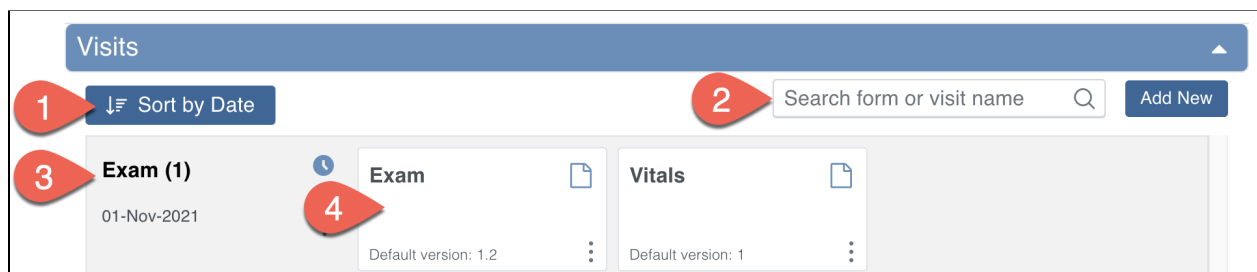 Visits
1
Sort by Date
2
Search form or visit name
Add New
3
Exam (1)
01-Nov-2021
4
Exam
Default version: 1.2
Vitals
Default version: 1